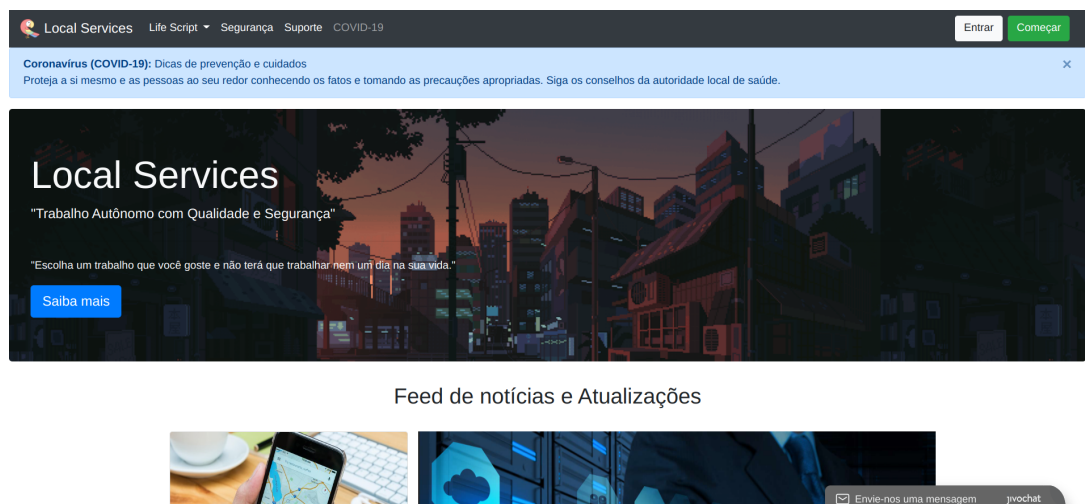 Local Services
Life Script
Segurança
Suporte
COVID-19
Entrar
Começar
Coronavírus (COVID-19): Dicas de prevenção e cuidados
×
Proteja a si mesmo e as pessoas ao seu redor conhecendo os fatos e tomando as precauções apropriadas. Siga os conselhos da autoridade local de saúde.
Local Services
"Trabalho Autônomo com Qualidade e Segurança"
"Escolha um trabalho que você goste e não terá que trabalhar nem um dia na sua vida."
Saiba mais
Feed de notícias e Atualizações
Envie-nos uma mensagem
jivochat